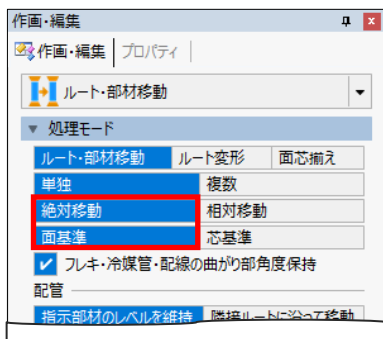 作画・編集
作画・編集 プロパティ
ルート・部材移動
処理モード
ルート・部材移動 ルート変形 面芯揃え
単独 複数
絶対移動 相対移動
面基準 芯基準
フレキ・冷媒管・配線の曲がり部角度保持
配管
指示部材のレベルを維持 隣接ルートに沿って移動